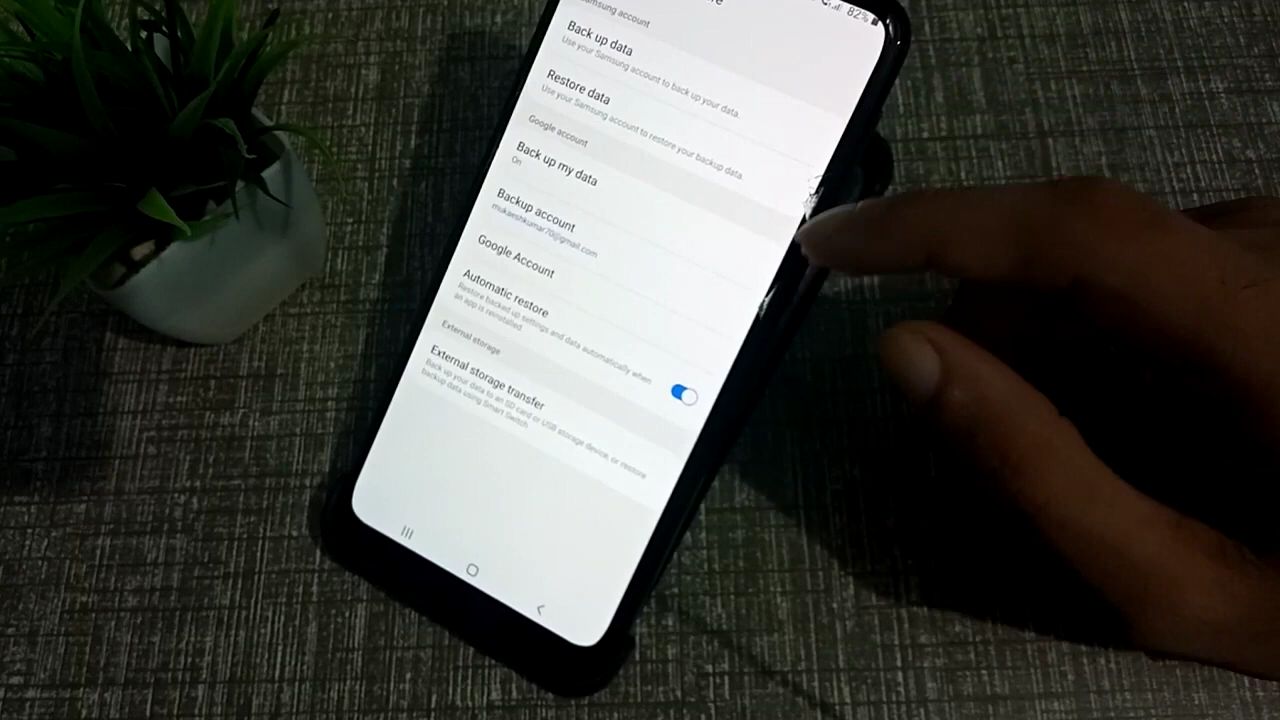 82%
Samsung account
Back up data
Use your Samsung account to back up your data.
Restore data
Use your Samsung account to restore your backup data.
Google account
Back up my data
On
Backup account
mukaeshkumar70@gmail.com
Google Account
Automatic restore
Restore backed up settings and data automatically when
an app is reinstalled.
External storage
External storage transfer
Back up your data to an SD card or USB storage device, or restore
backup data using Smart Switch.